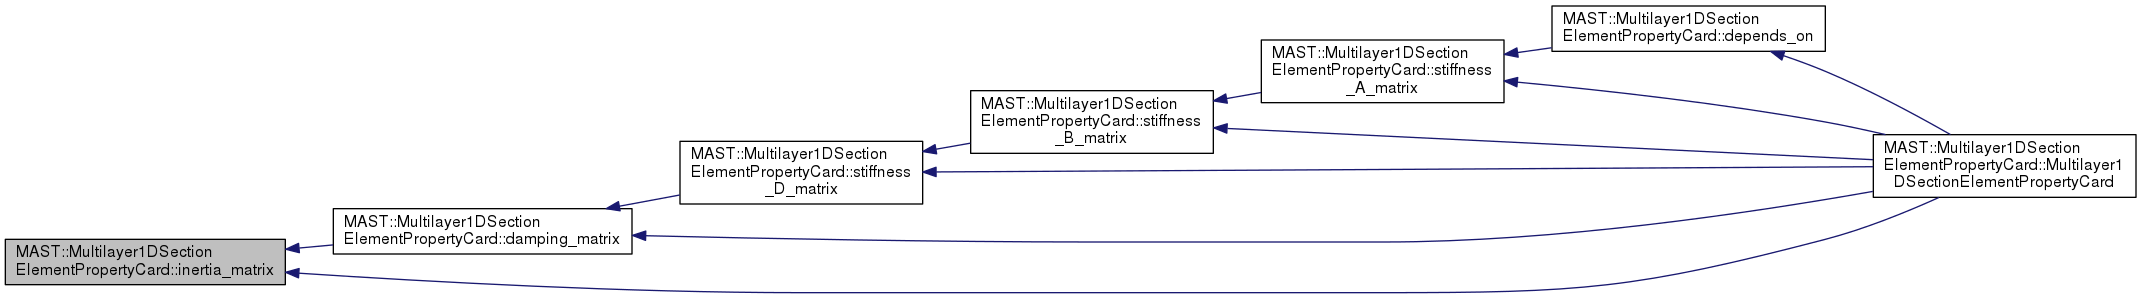 MAST::Multilayer1DSection
ElementPropertyCard::inertia_matrix
MAST::Multilayer1DSection
ElementPropertyCard::damping_matrix
MAST::Multilayer1DSection
ElementPropertyCard::stiffness
_D_matrix
MAST::Multilayer1DSection
ElementPropertyCard::stiffness
_B_matrix
MAST::Multilayer1DSection
ElementPropertyCard::stiffness
_A_matrix
MAST::Multilayer1DSection
ElementPropertyCard::depends_on
MAST::Multilayer1DSection
ElementPropertyCard::Multilayer1
DSectionElementPropertyCard